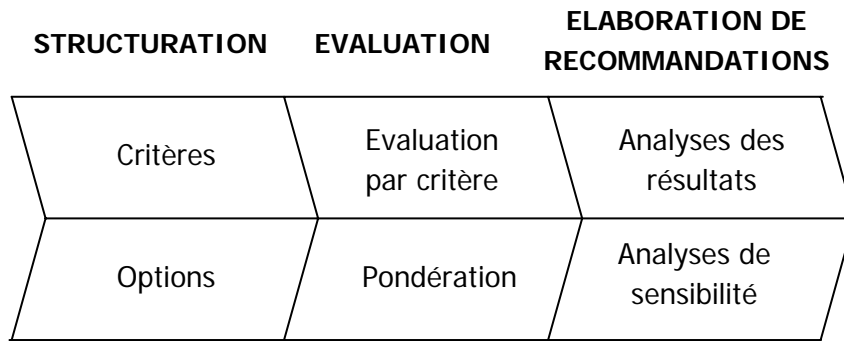 STRUCTURATION
EVALUATION
ELABORATION DE
RECOMMANDATIONS
Critères
Evaluation
par critère
Analyses des
résultats
Options
Pondération
Analyses de
sensibilité